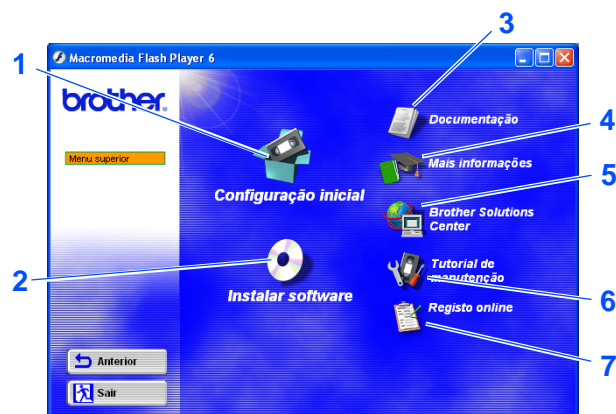 3
1
Macromedia Flash Player 6
brother.
Menu superior
Documentação
4
Mais informações
5
Configuração inicial
Brother Solutions
Center
2
Instalar software
Tutorial de
manutenção
6
Registo online
7
Anterior
Sair